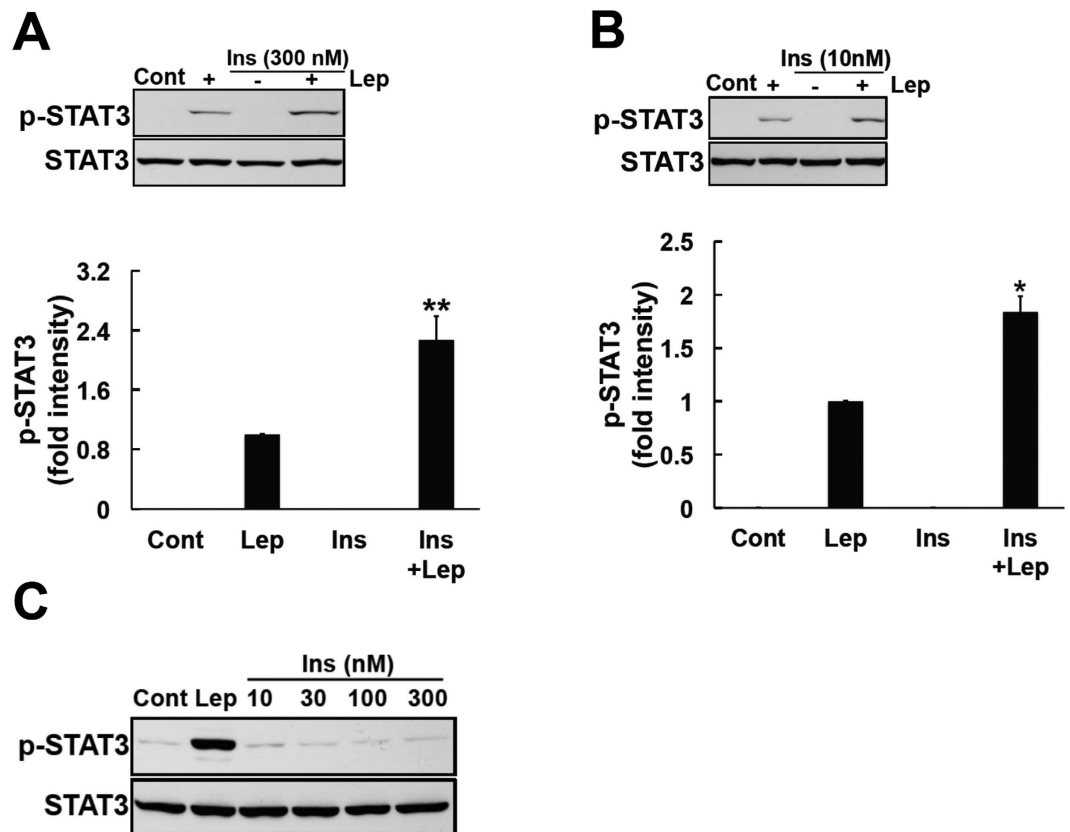 A
Ins (300 nM)
Cont + - + Lep
p-STAT3
STAT3
3.2
2.4
1.6
0.8
0
p-STAT3
(fold intensity)
**
Cont Lep Ins Ins
+Lep
B
Ins (10nM)
Cont + - + Lep
p-STAT3
STAT3
2.5
2
1.5
1
0.5
0
p-STAT3
(fold intensity)
*
Cont Lep Ins Ins
+Lep
C
Ins (nM)
Cont Lep 10 30 100 300
p-STAT3
STAT3